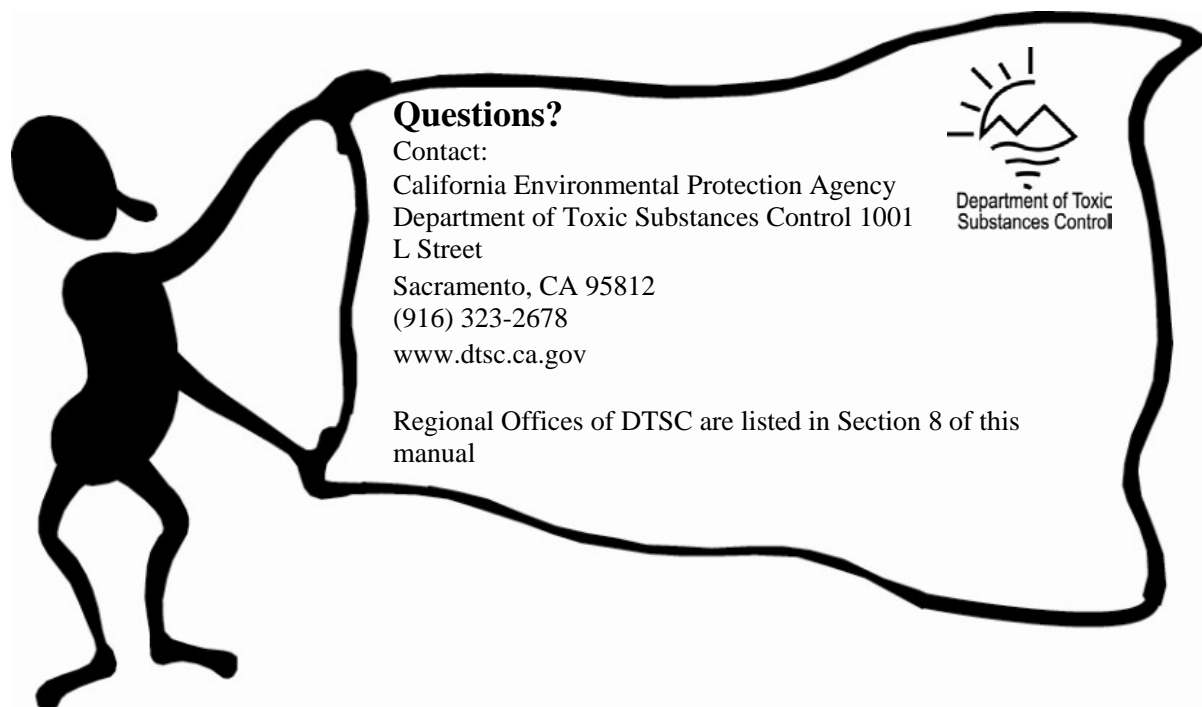 Questions?
Contact:
California Environmental Protection Agency
Department of Toxic Substances Control 1001
L Street
Sacramento, CA 95812
(916) 323-2678
www.dtsc.ca.gov
Regional Offices of DTSC are listed in Section 8 of this
manual
Department of Toxic
Substances Control